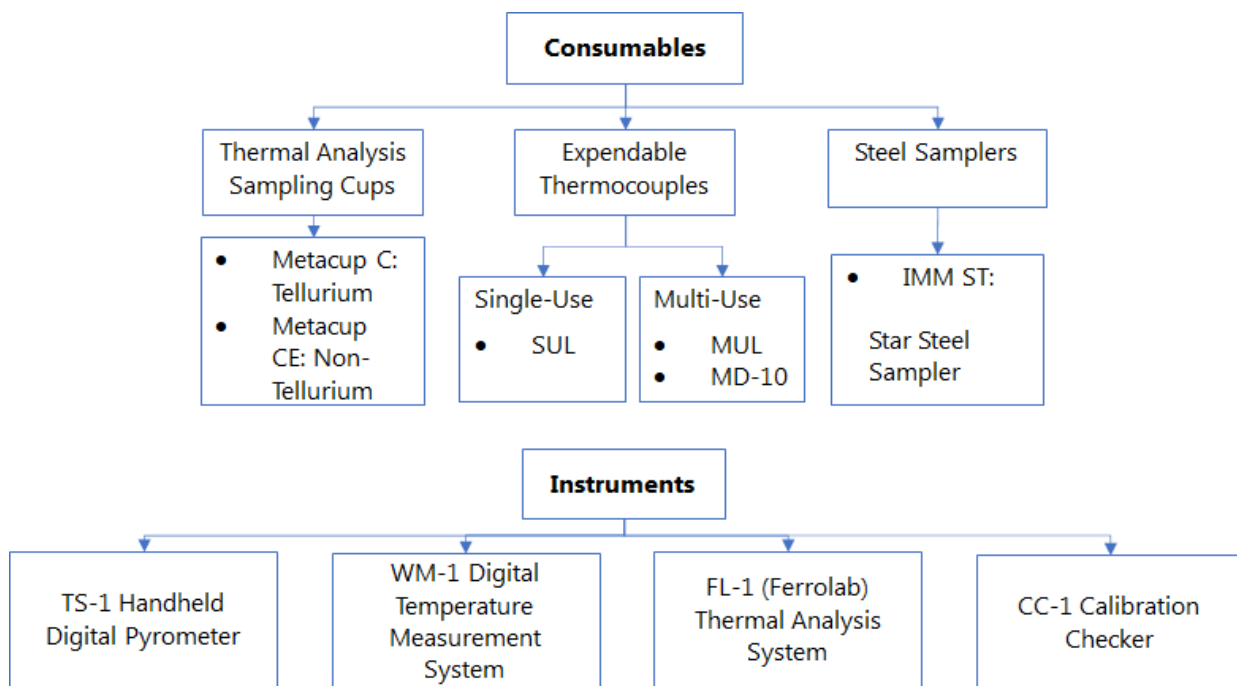 Consumables
Thermal Analysis
Sampling Cups
Expendable
Thermocouples
Steel Samplers
• Metacup C:
Tellurium
• Metacup
CE: Non-
Tellurium
Single-Use
• SUL
Multi-Use
• MUL
• MD-10
• IMM ST:
Star Steel
Sampler
Instruments
TS-1 Handheld
Digital Pyrometer
WM-1 Digital
Temperature
Measurement
System
FL-1 (Ferrolab)
Thermal Analysis
System
CC-1 Calibration
Checker